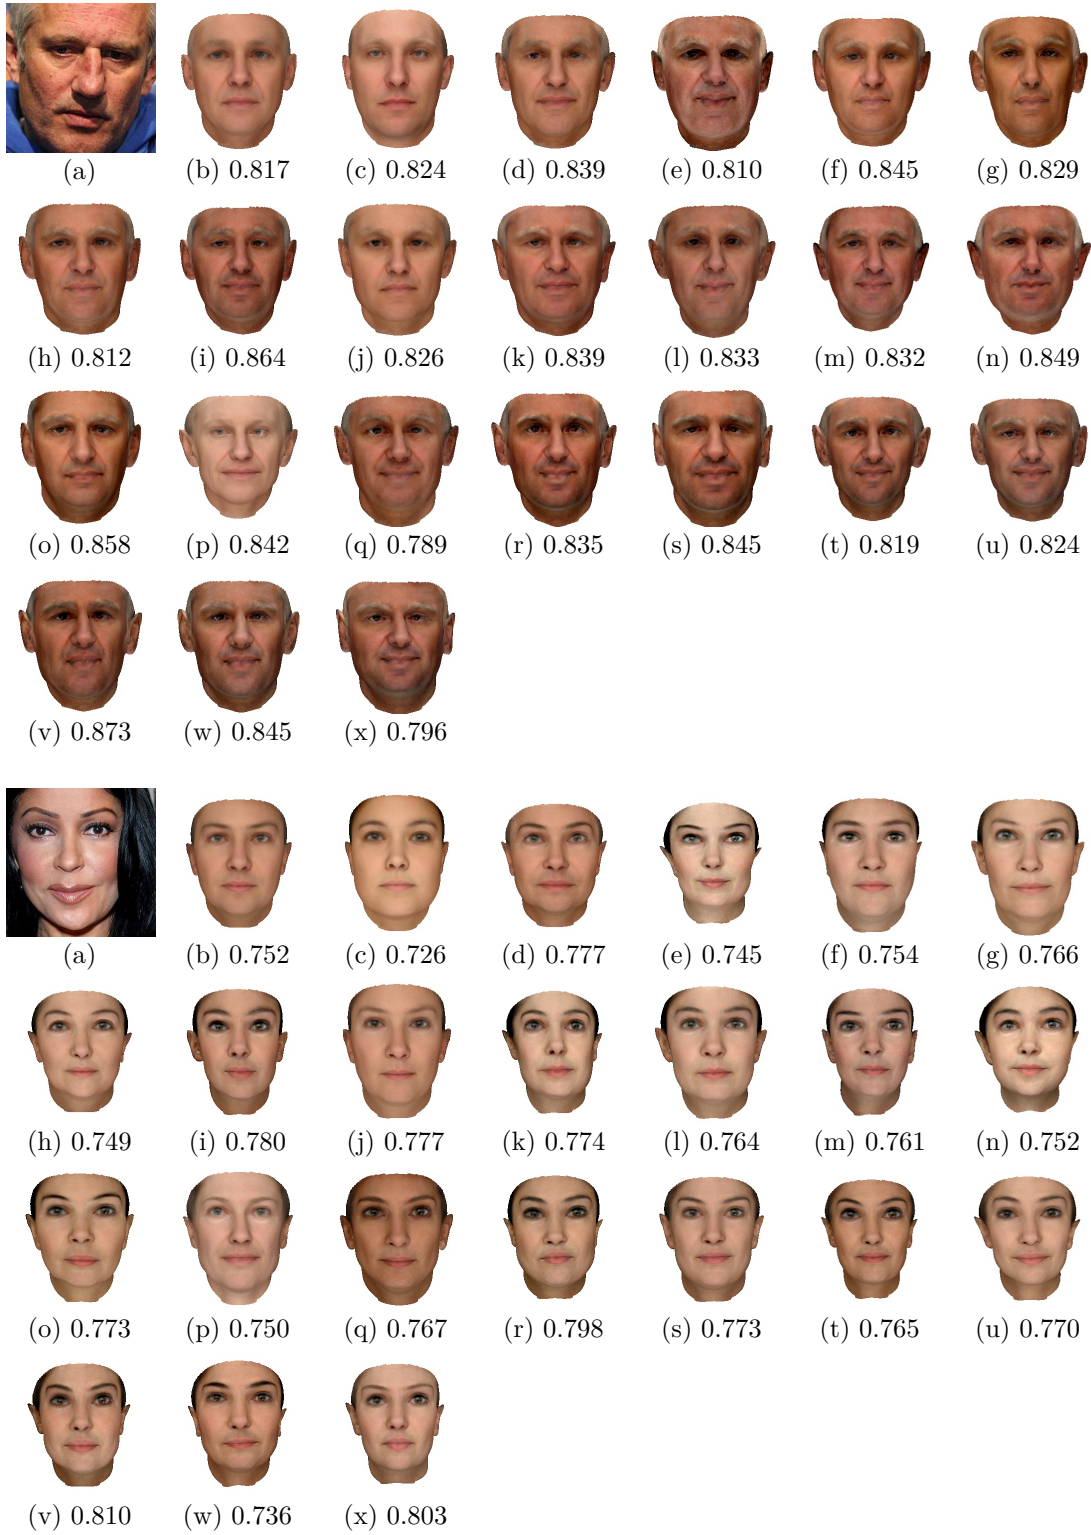 (a) (b) 0.817 (c) 0.824 (d) 0.839 (e) 0.810 (f) 0.845 (g) 0.829
(h) 0.812 (i) 0.864 (j) 0.826 (k) 0.839 (l) 0.833 (m) 0.832 (n) 0.849
(o) 0.858 (p) 0.842 (q) 0.789 (r) 0.835 (s) 0.845 (t) 0.819 (u) 0.824
(v) 0.873 (w) 0.845 (x) 0.796
(a) (b) 0.752 (c) 0.726 (d) 0.777 (e) 0.745 (f) 0.754 (g) 0.766
(h) 0.749 (i) 0.780 (j) 0.777 (k) 0.774 (l) 0.764 (m) 0.761 (n) 0.752
(o) 0.773 (p) 0.750 (q) 0.767 (r) 0.798 (s) 0.773 (t) 0.765 (u) 0.770
(v) 0.810 (w) 0.736 (x) 0.803